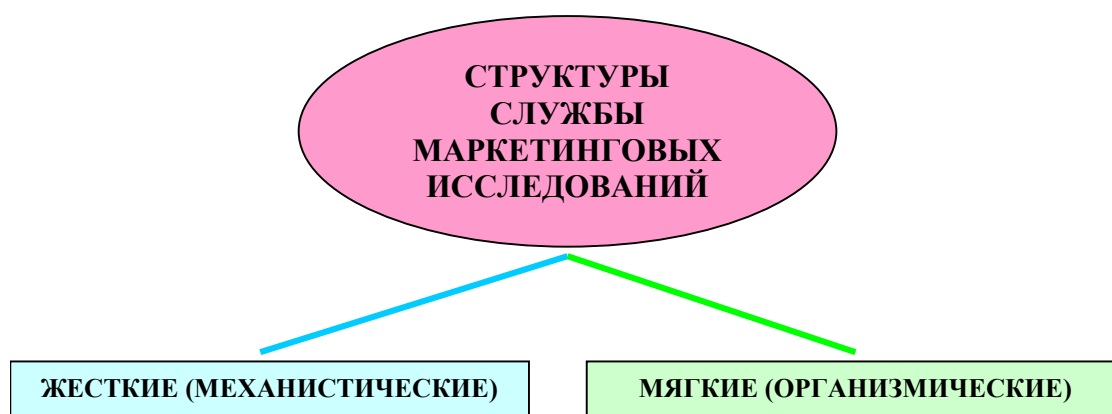 СТРУКТУРЫ
СЛУЖБЫ
МАРКЕТИНГОВЫХ
ИССЛЕДОВАНИЙ
ЖЕСТКИЕ (МЕХАНИСТИЧЕСКИЕ)
МЯГКИЕ (ОРГАНИЗМИЧЕСКИЕ)